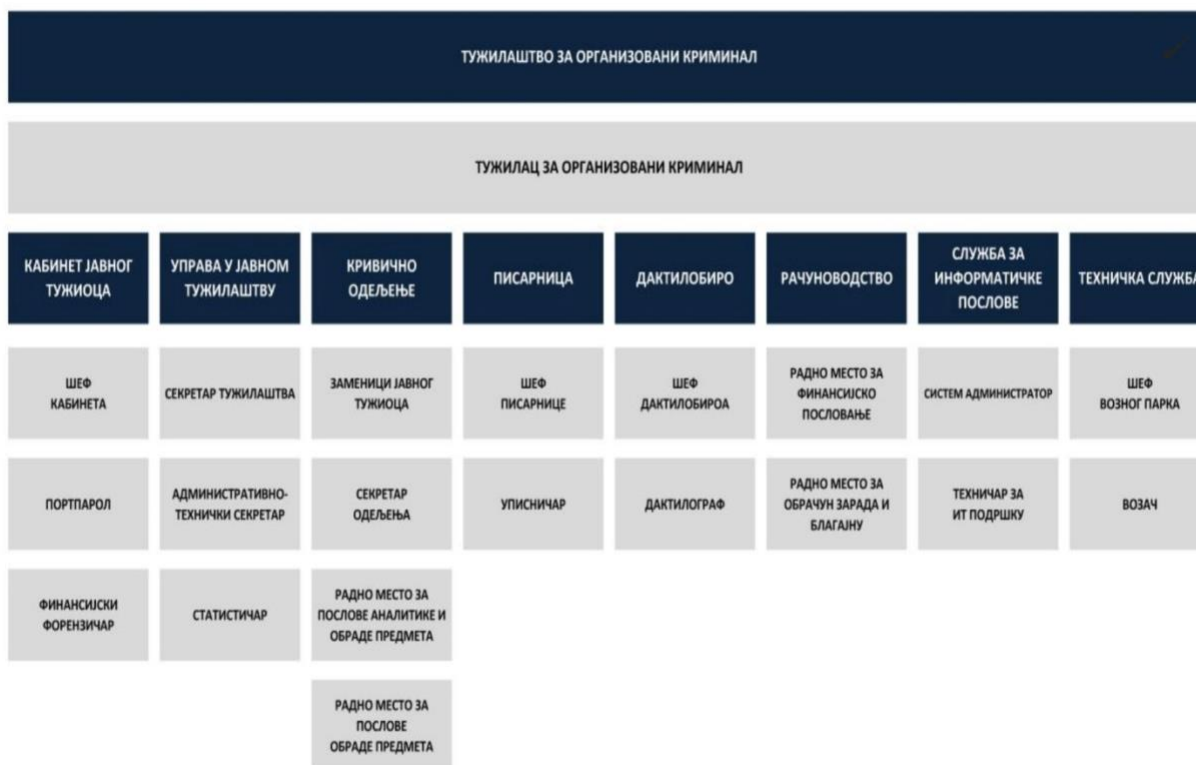 ТУЖИЛАШТВО ЗА ОРГАНИЗОВАНИ КРИМИНАЛ
ТУЖИЛАЦ ЗА ОРГАНИЗОВАНИ КРИМИНАЛ
КАБИНЕТ ЈАВНОГ
ТУЖИОЦА
УПРАВА У ЈАВНОМ
ТУЖИЛАШТВУ
КРИВИЧНО
ОДЕЉЕЊЕ
ПИСАРНИЦА
ДАКТИЛОБИРО
РАЧУНОВОДСТВО
СЛУЖБА ЗА
ИНФОРМАТИЧКЕ
ПОСЛОВЕ
ТЕХНИЧКА СЛУЖБА
ШЕФ
КАБИНЕТА
СЕКРЕТАР ТУЖИЛАШТВА
ЗАМЕНИЦИ ЈАВНОГ
ТУЖИОЦА
ШЕФ
ПИСАРНИЦЕ
ШЕФ
ДАКТИЛОБИРОА
РАДНО МЕСТО ЗА
ФИНАНСИЈСКО
ПОСЛОВАЊЕ
СИСТЕМ АДМИНИСТРАТОР
ШЕФ
ВОЗНОГ ПАРКА
ПОРТПАРОЛ
АДМИНИСТРАТИВНО-
ТЕХНИЧКИ СЕКРЕТАР
СЕКРЕТАР
ОДЕЉЕЊА
УПИСНИЧАР
ДАКТИЛОГРАФ
РАДНО МЕСТО ЗА
ОБРАЧУН ЗАРАДА И
БЛАГАЈНУ
ТЕХНИЧАР ЗА
ИТ ПОДРШКУ
ВОЗАЧ
ФИНАНСИЈСКИ
ФОРЕНЗИЧАР
СТАТИСТИЧАР
РАДНО МЕСТО ЗА
ПОСЛОВЕ АНАЛИТИКЕ И
ОБРАДЕ ПРЕДМЕТА
РАДНО МЕСТО ЗА
ПОСЛОВЕ
ОБРАДЕ ПРЕДМЕТА